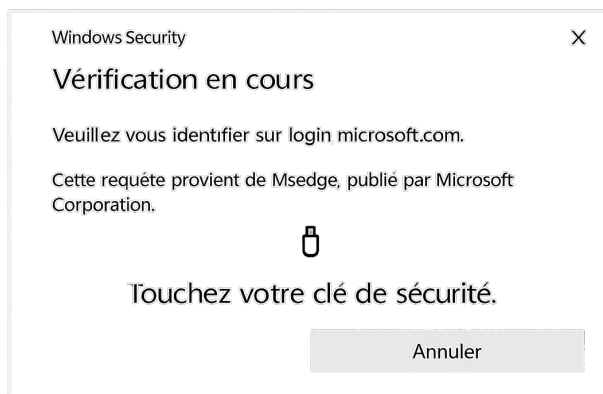 Windows Security
Vérification en cours
Veuillez vous identifier sur login microsoft.com.
Cette requéte provient de Msedge, publié par Microsoft
Corporation.
Touchez votre clé de sécurité.
Annuler